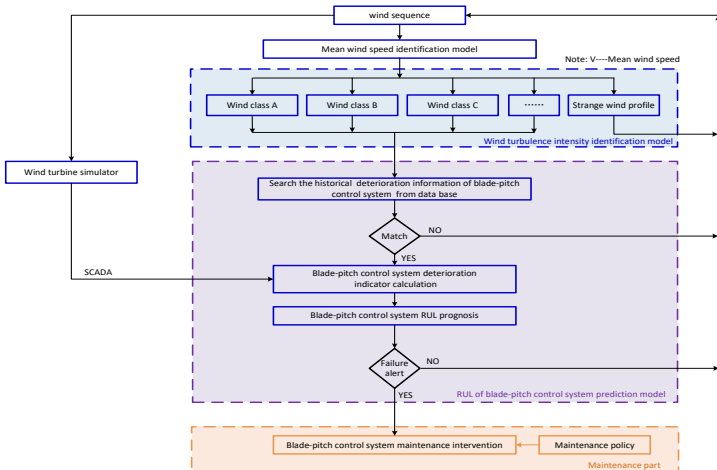 wind sequence
Mean wind speed identification model
Note: V----Mean wind speed
Wind class A
Wind class B
Wind class C
······
Strange wind profile
Wind turbulence intensity identification model
Wind turbine simulator
Search the historical deterioration information of blade-pitch
control system from data base
Match
NO
YES
SCADA
Blade-pitch control system deterioration
indicator calculation
Blade-pitch control system RUL prognosis
Failure
alert
NO
YES
RUL of blade-pitch control system prediction model
Blade-pitch control system maintenance intervention
Maintenance policy
Maintenance part